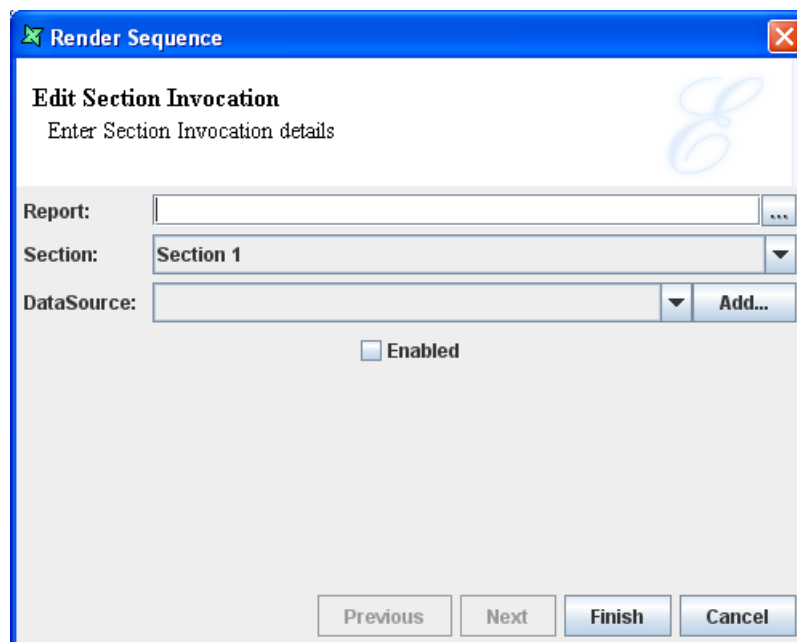 Render Sequence
Edit Section Invocation
Enter Section Invocation details
Report: ...
Section: Section 1
DataSource: Add...
Enabled
Previous Next Finish Cancel